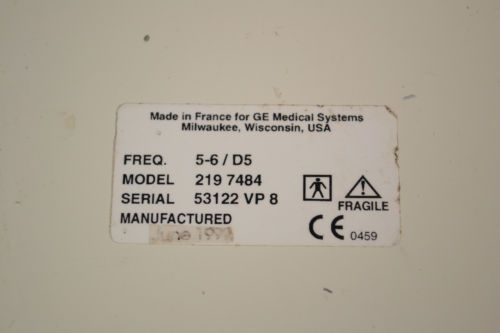 Made in France for GE Medical Systems
Milwaukee, Wisconsin, USA
FREQ. 5-6 / D5
MODEL 219 7484
SERIAL 53122 VP 8
FRAGILE
MANUFACTURED
June
CE 0459